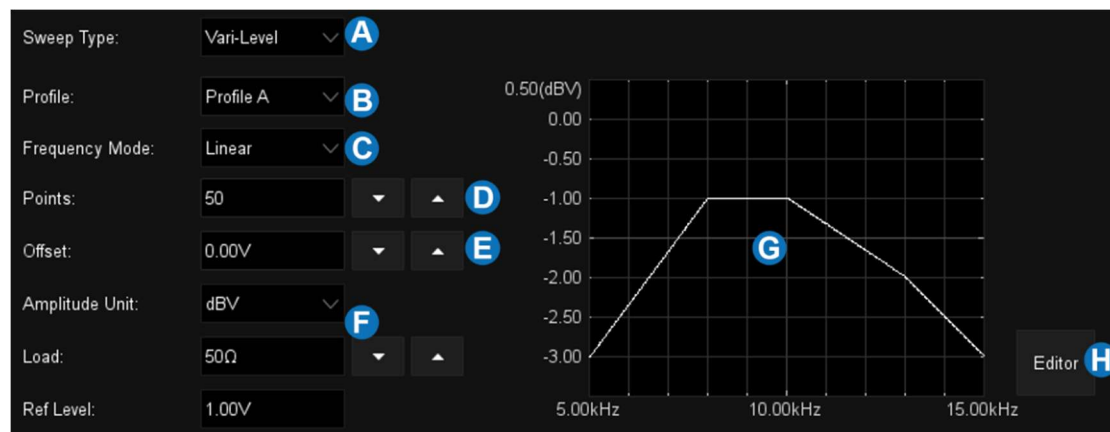 Sweep Type: Vari-Level A
Profile: Profile A B
Frequency Mode: Linear C
Points: 50 D
Offset: 0.00V E
Amplitude Unit: dBV
F
Load: 50Ω
Ref Level: 1.00V
0.50(dBV)
0.00
-0.50
-1.00
-1.50
-2.00
-2.50
-3.00
G
5.00kHz 10.00kHz 15.00kHz
Editor H